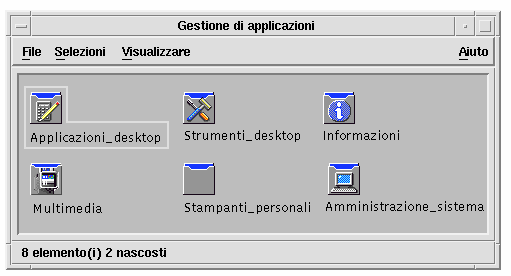 Gestione di applicazioni
File Selezioni Visualizzare Aiuto
Applicazioni_desktop Strumenti_desktop Informazioni
Multimedia Stampanti_personali Amministrazione_sistema
8 elemento(i) 2 nascosti